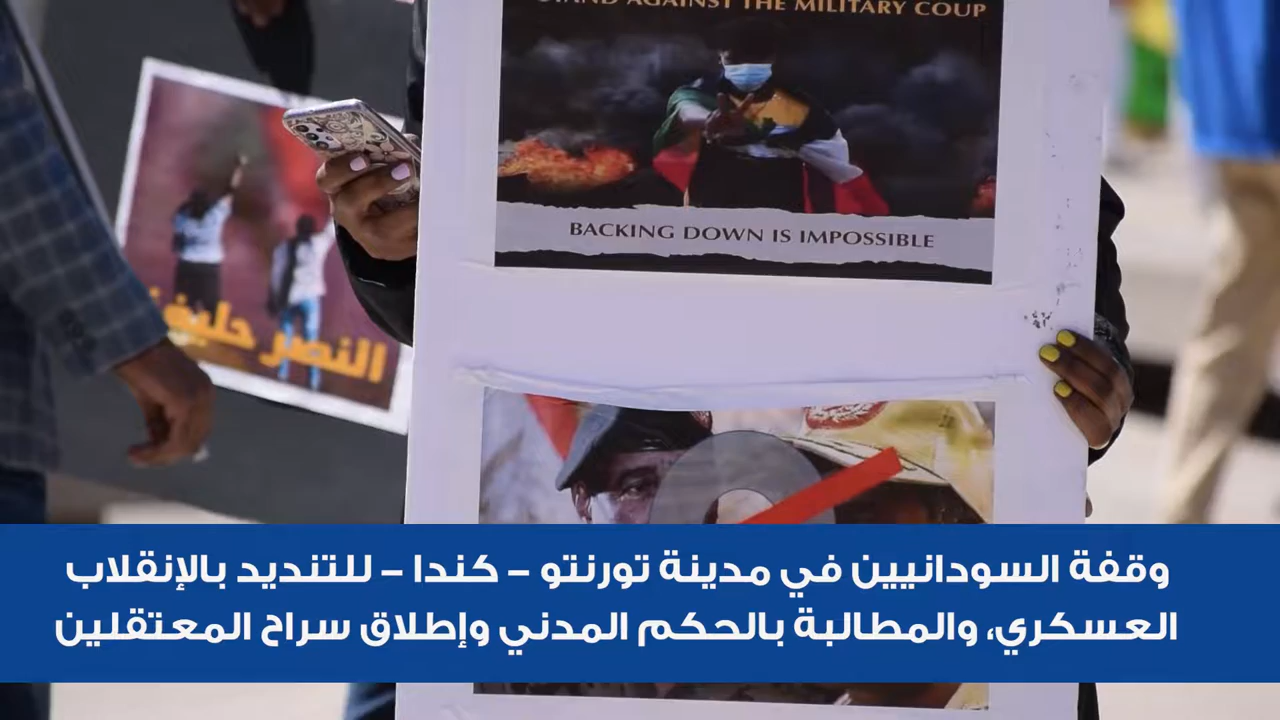 STAND AGAINST THE MILITARY COUP
BACKING DOWN IS IMPOSSIBLE
النصر
وقفة السودانيين في مدينة تورنتو – كندا – للتنديد بالإنقلاب
العسكري، والمطالبة بالحكم المدني وإطلاق سراح المعتقلين